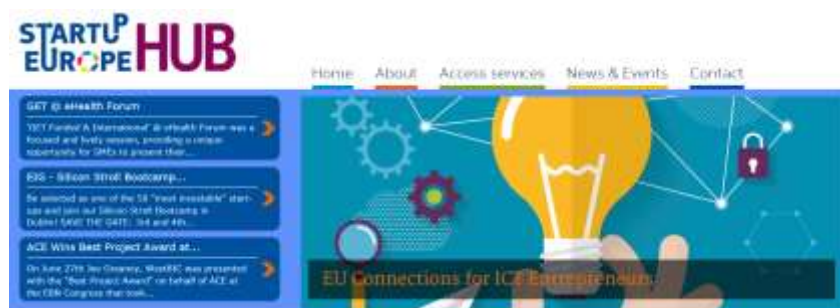 STARTUP
EUROPE HUB
Home About Access services News & Events Contact
GET @ eHealth Forum
"GET Funded & International" @ eHealth Forum was a
focused and lively session, providing a unique
opportunity for SMEs to present their...
EIS - Silicon Stroll Bootcamp...
Be selected as one of the 50 "most investable" start-
ups and join our Silicon Stroll Bootcamp in
Dublin! SAVE THE DATE: 3rd and 4th...
ACE Wins Best Project Award at...
On June 27th Joe Greaney, WestBIC was presented
with the "Best Project Award" on behalf of ACE at
the EBN Congress that took...
EU Connections for ICT Entrepreneurs